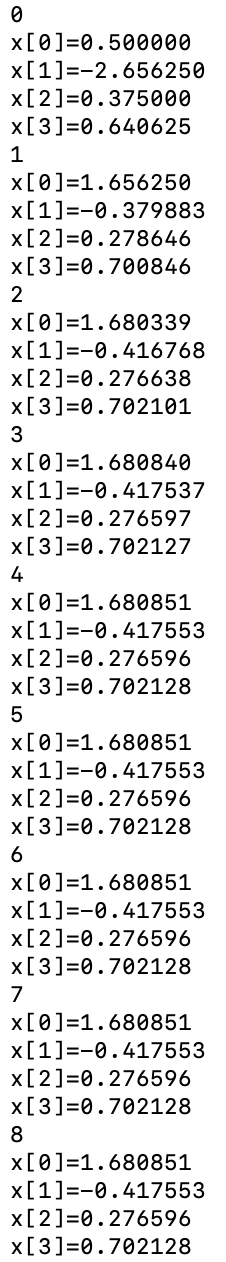 0
x[0]=0.500000
x[1]=-2.656250
x[2]=0.375000
x[3]=0.640625
1
x[0]=1.656250
x[1]=-0.379883
x[2]=0.278646
x[3]=0.700846
2
x[0]=1.680339
x[1]=-0.416768
x[2]=0.276638
x[3]=0.702101
3
x[0]=1.680840
x[1]=-0.417537
x[2]=0.276597
x[3]=0.702127
4
x[0]=1.680851
x[1]=-0.417553
x[2]=0.276596
x[3]=0.702128
5
x[0]=1.680851
x[1]=-0.417553
x[2]=0.276596
x[3]=0.702128
6
x[0]=1.680851
x[1]=-0.417553
x[2]=0.276596
x[3]=0.702128
7
x[0]=1.680851
x[1]=-0.417553
x[2]=0.276596
x[3]=0.702128
8
x[0]=1.680851
x[1]=-0.417553
x[2]=0.276596
x[3]=0.702128